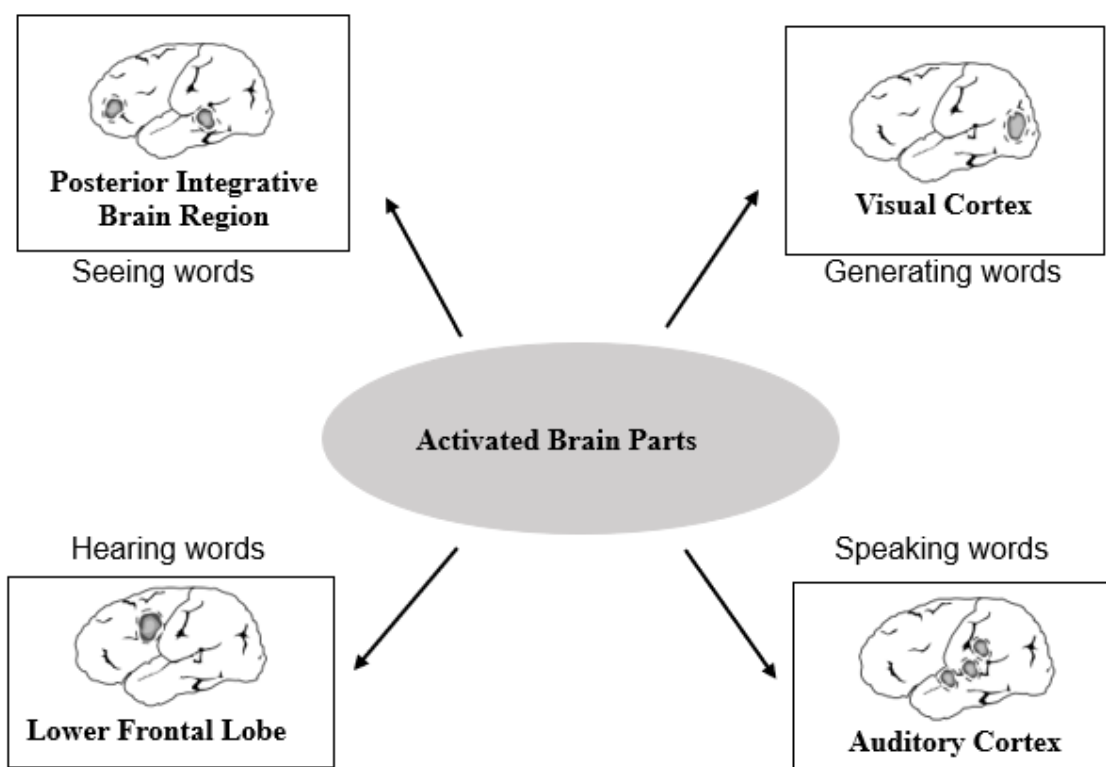 Posterior Integrative
Brain Region
Seeing words
Visual Cortex
Generating words
Activated Brain Parts
Hearing words
Lower Frontal Lobe
Speaking words
Auditory Cortex